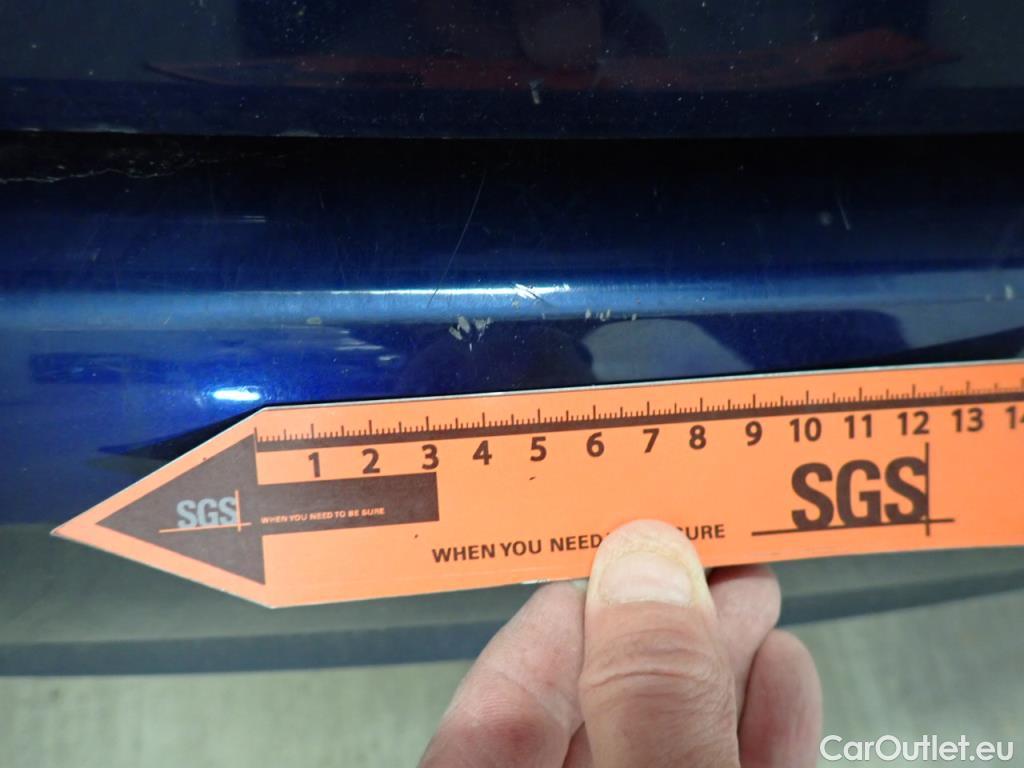 1 2 3 4 5 6 7 8 9 10 11 12 13
SGS
WHEN YOU NEED TO BE SURE
SGS
WHEN YOU NEED URE
CarOutlet.eu